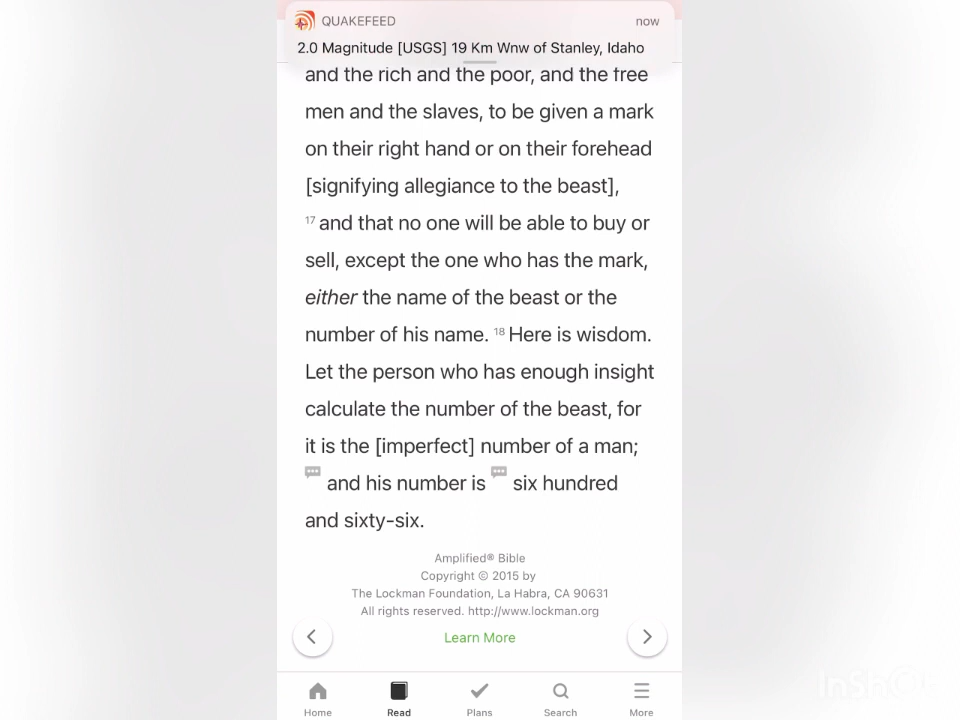 QUAKEFEED now
2.0 Magnitude [USGS] 19 Km Wnw of Stanley, Idaho
and the rich and the poor, and the free
men and the slaves, to be given a mark
on their right hand or on their forehead
[signifying allegiance to the beast],
17 and that no one will be able to buy or
sell, except the one who has the mark,
either the name of the beast or the
number of his name. 18 Here is wisdom.
Let the person who has enough insight
calculate the number of the beast, for
it is the [imperfect] number of a man;
and his number is six hundred
and sixty-six.
Amplified® Bible
Copyright © 2015 by
The Lockman Foundation, La Habra, CA 90631
All rights reserved. http://www.lockman.org
Learn More
Home Read Plans Search More
InShOt